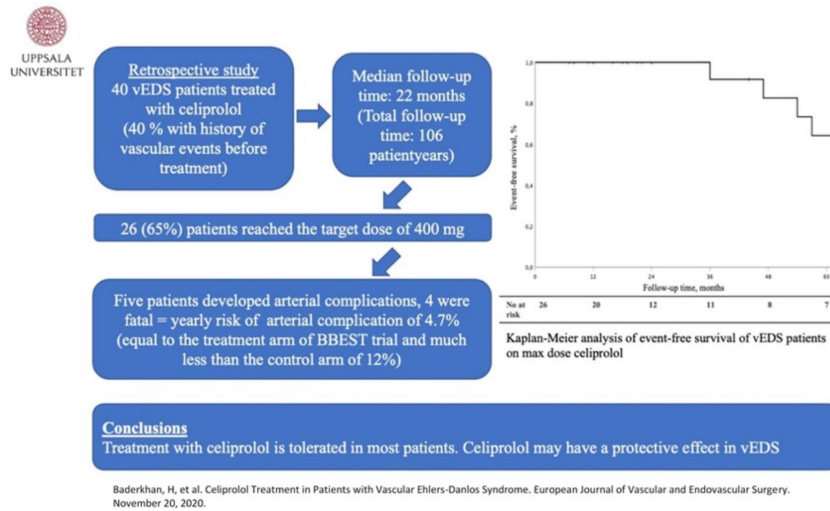 UPPSALA
UNIVERSITET
Retrospective study
40 vEDS patients treated
with celiprolol
(40 % with history of
vascular events before
treatment)
Median follow-up
time: 22 months
(Total follow-up
time: 106
patientyears)
26 (65%) patients reached the target dose of 400 mg
Five patients developed arterial complications, 4 were
fatal = yearly risk of arterial complication of 4.7%
(equal to the treatment arm of BBEST trial and much
less than the control arm of 12%)
Event-free survival, %
1,0
0,8
0,6
0,4
0,2
0,0
0 12 24 36 48 60
Follow-up time, months
No at risk 26 20 12 11 8 7
Kaplan-Meier analysis of event-free survival of vEDS patients
on max dose celiprolol
Conclusions
Treatment with celiprolol is tolerated in most patients. Celiprolol may have a protective effect in vEDS
Baderkhan, H, et al. Celiprolol Treatment in Patients with Vascular Ehlers-Danlos Syndrome. European Journal of Vascular and Endovascular Surgery.
November 20, 2020.